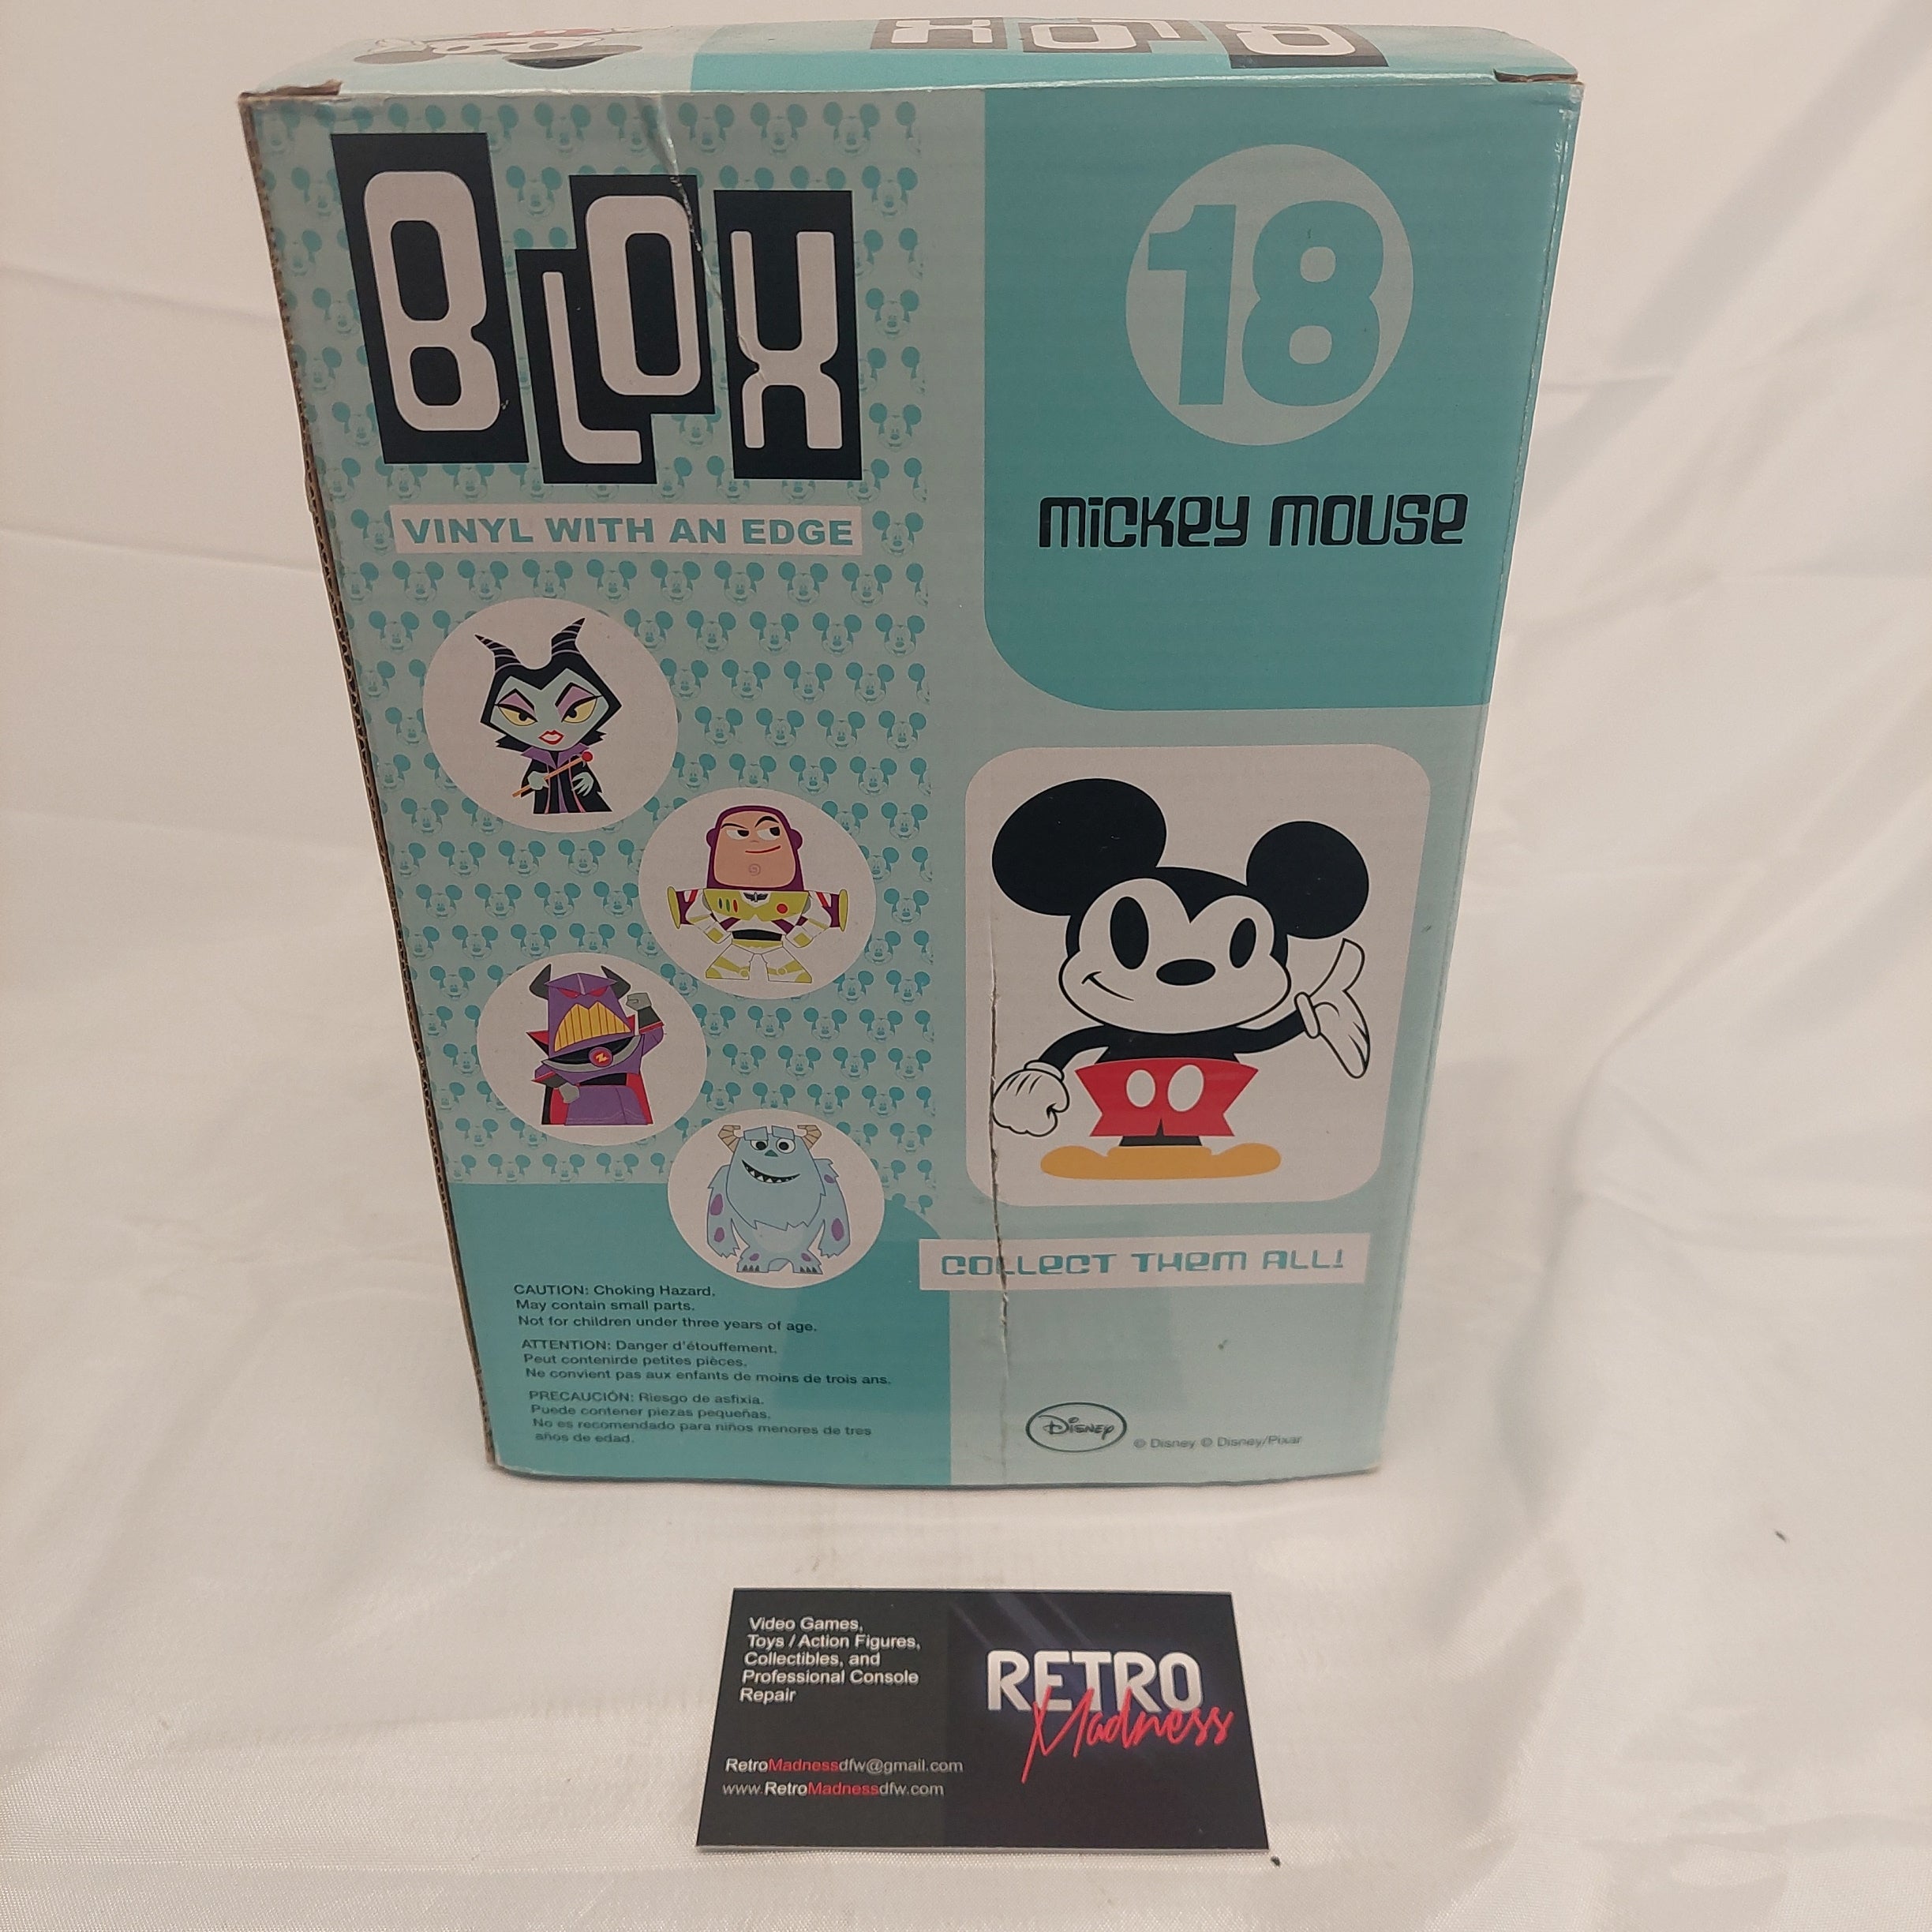 BLOX
BLOX
VINYL WITH AN EDGE
18
mickey mouse
Z
COLLECT THEM ALL!
CAUTION: Choking Hazard.
May contain small parts.
Not for children under three years of age.
ATTENTION: Danger d'étouffement.
Peut contenirde petites pièces.
Ne convient pas aux enfants de moins de trois ans.
PRECAUCIÓN: Riesgo de asfixia.
Puede contener piezas pequeñas.
No es recomendado para niños menores de tres
años de edad.
Disney
© Disney © Disney/Pixar
Video Games,
Toys / Action Figures,
Collectibles, and
Professional Console
Repair
RetroMadnessdfw@gmail.com
www.RetroMadnessdfw.com
RETRO
Madness